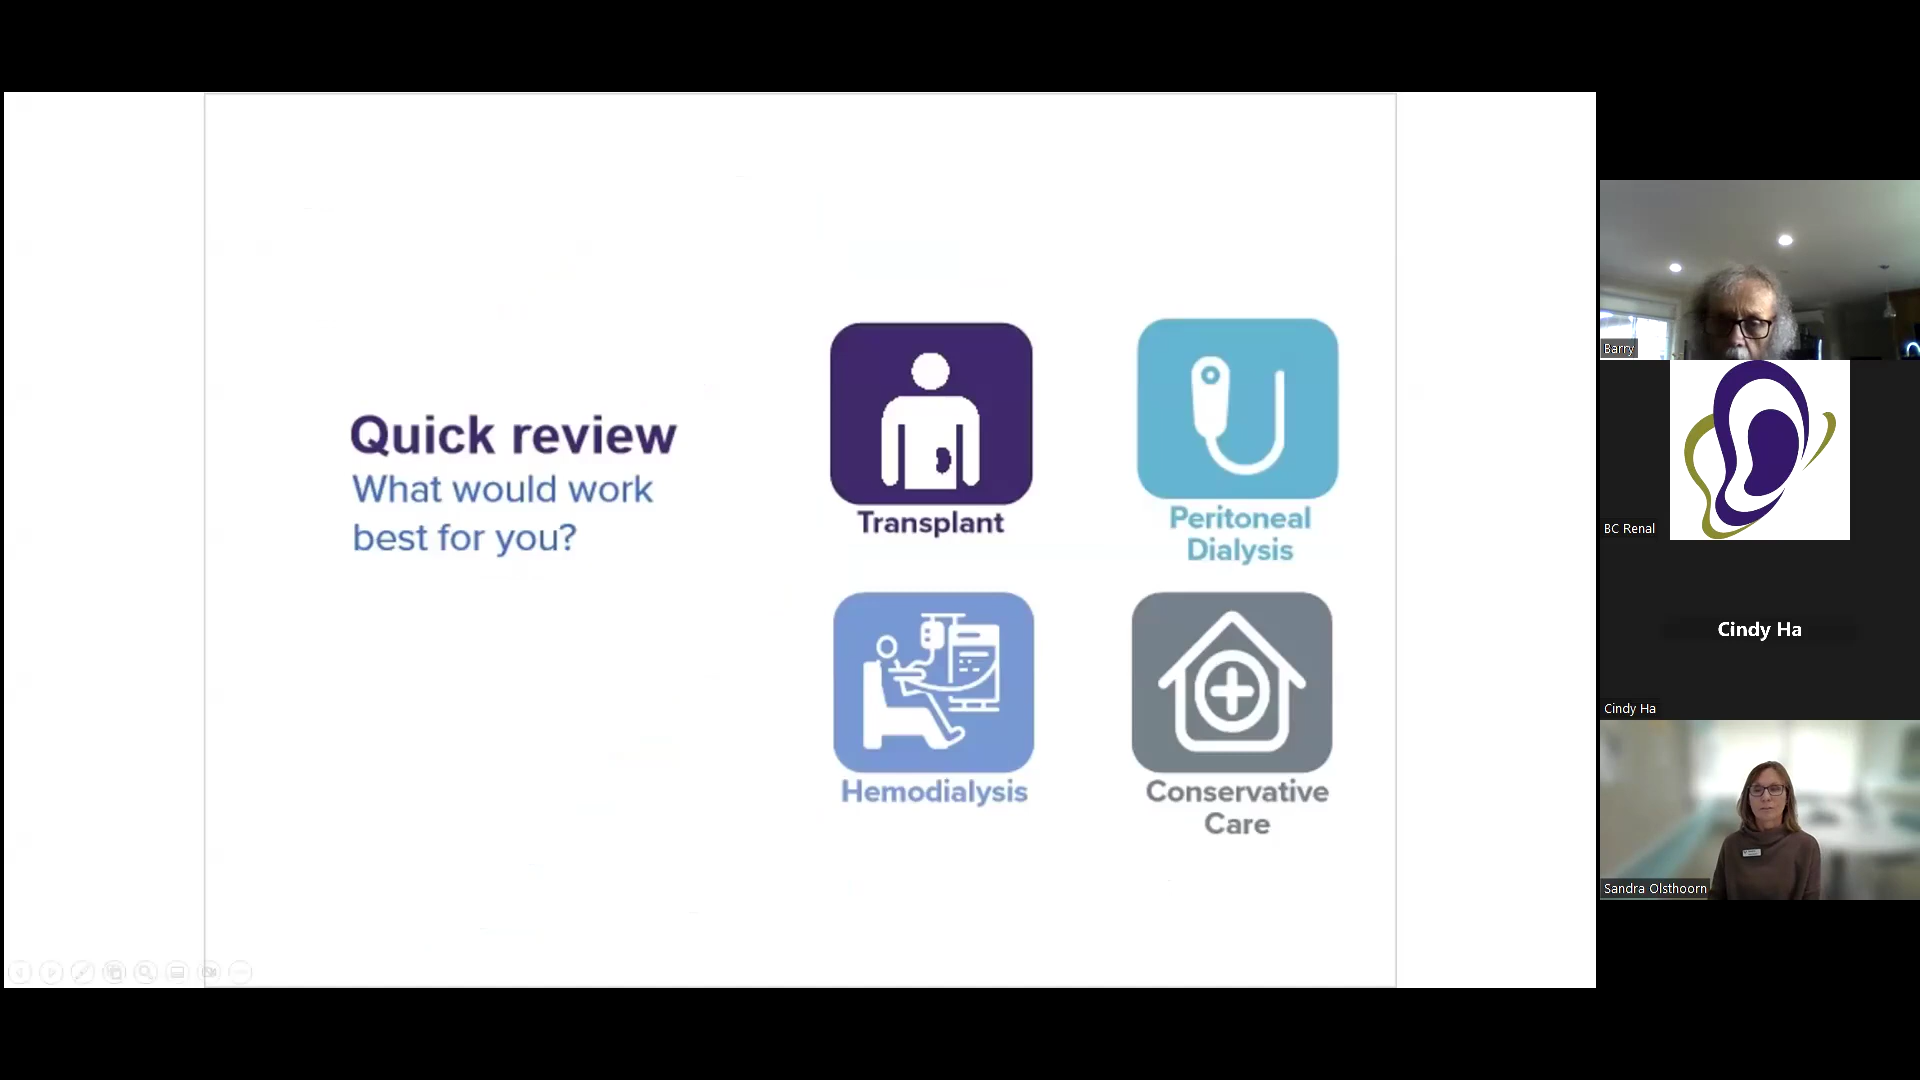 Quick review
What would work
best for you?
Transplant
Peritoneal
Dialysis
Hemodialysis
Conservative
Care
Barry
BC Renal
Cindy Ha
Cindy Ha
Sandra Olsthoorn